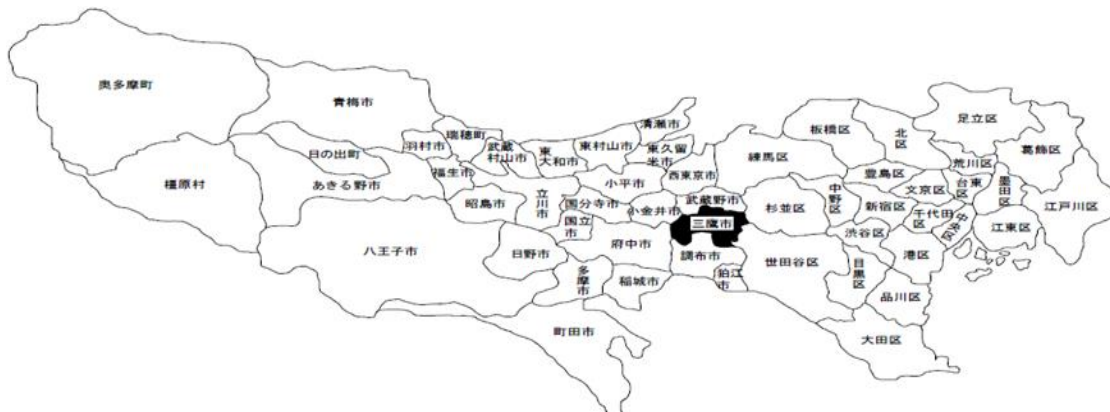 奥多摩町
青梅市
瑞穂町
羽村市
日の出町
檀原村
あきる野市
福生市
武蔵
村山市
東
大和市
東村山市
清瀬市
東久留
米市
西東京市
小平市
立川市
昭島市
国分寺市
国立市
小金井市
武蔵野市
三鷹市
八王子市
日野市
府中市
調布市
狛江市
多摩市
稲城市
町田市
練馬区
板橋区
北区
足立区
葛飾区
荒川区
豊島区
文京区
台東区
墨田区
江戸川区
杉並区
中野区
新宿区
千代田区
中央区
江東区
渋谷区
港区
世田谷区
目黒区
品川区
大田区